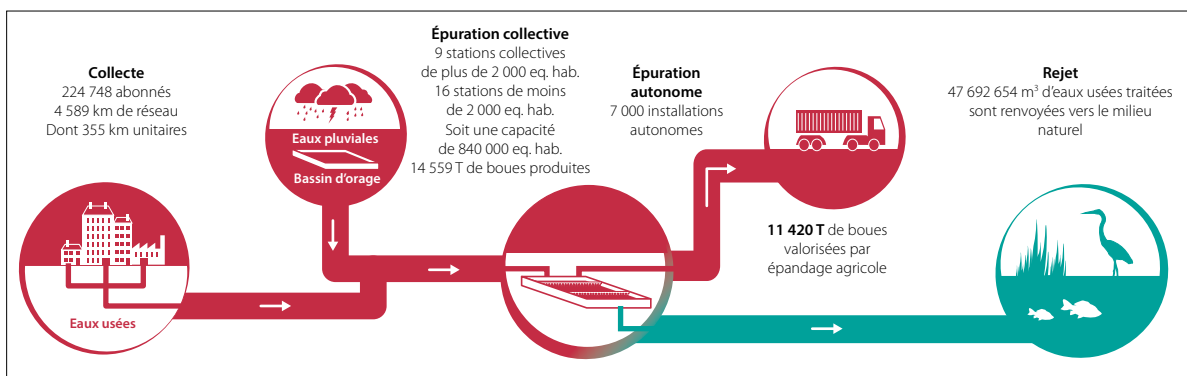 Collecte
224 748 abonnés
4 589 km de réseau
Dont 355 km unitaires
Eaux usées
Eaux pluviales
Bassin d'orage
Épuration collective
9 stations collectives
de plus de 2 000 eq. hab.
16 stations de moins
de 2 000 eq. hab.
Soit une capacité
de 840 000 eq. hab.
14 559 T de boues produites
Épuration
autonome
7 000 installations
autonomes
11 420 T de boues
valorisées par
épandage agricole
Rejet
47 692 654 m³ d'eaux usées traitées
sont renvoyées vers le milieu
naturel